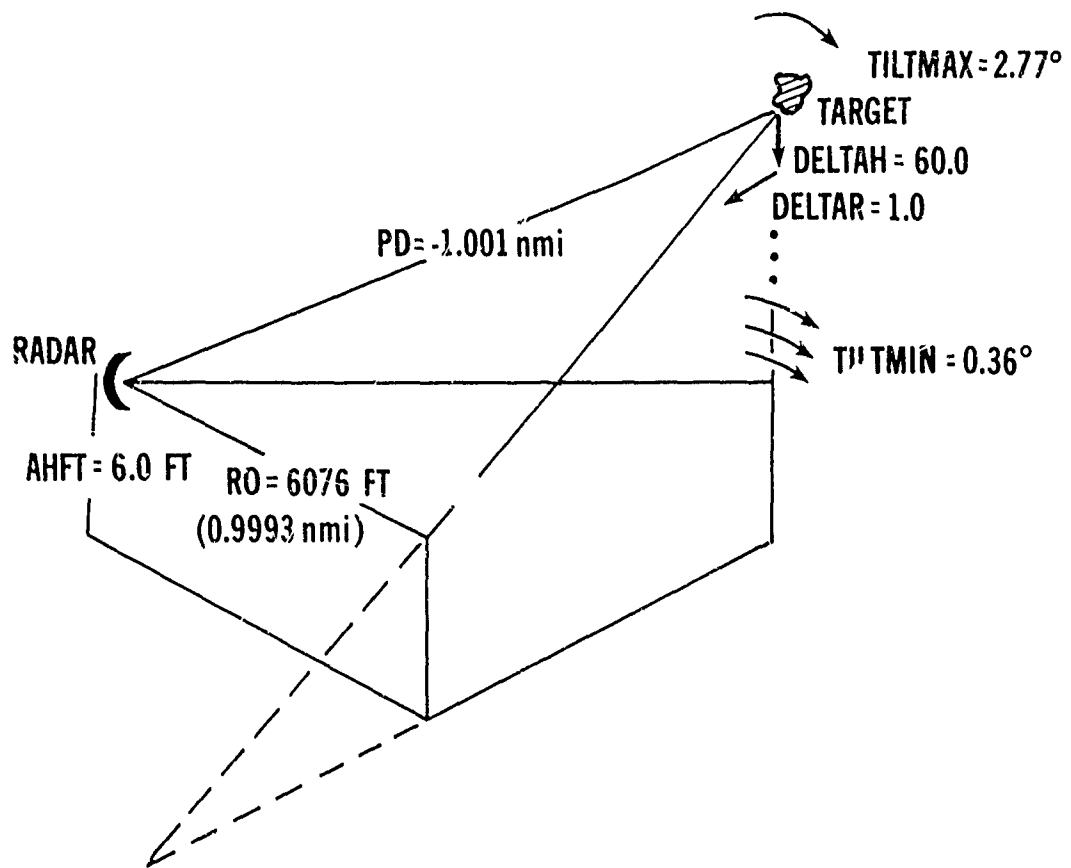 TILTMAX = 2.77°
TARGET
DELTAH = 60.0
DELTAR = 1.0
PD = -1.001 nmi
RADAR
TILTMIN = 0.36°
AHFT = 6.0 FT
RO = 6076 FT
(0.9993 nmi)